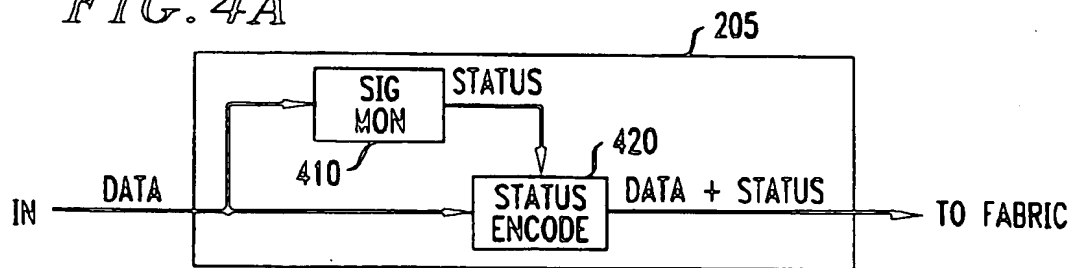 FIG. 4A
205
SIG
MON
STATUS
410
420
IN
DATA
STATUS
ENCODE
DATA + STATUS
TO FABRIC